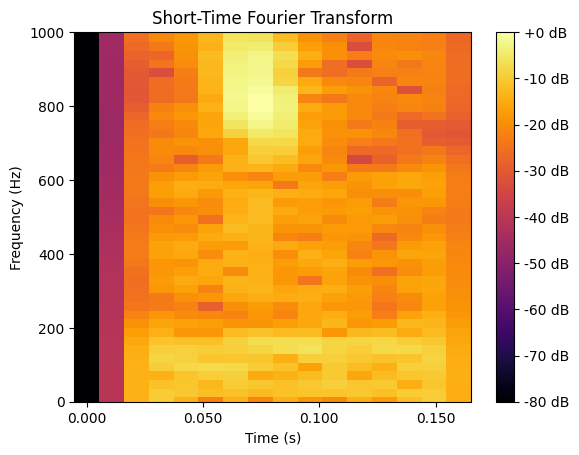 Short-Time Fourier Transform
Frequency (Hz)
1000
800
600
400
200
0
0.000
0.050
0.100
0.150
Time (s)
+0 dB
-10 dB
-20 dB
-30 dB
-40 dB
-50 dB
-60 dB
-70 dB
-80 dB